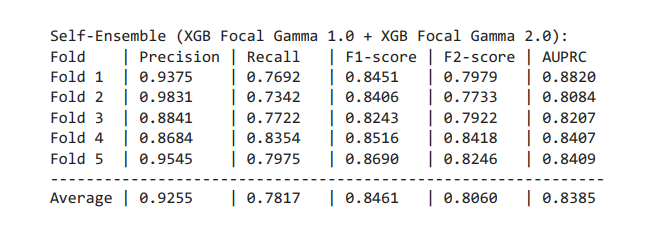 Self-Ensemble (XGB Focal Gamma 1.0 + XGB Focal Gamma 2.0):
Fold | Precision | Recall | F1-score | F2-score | AUPRC
Fold 1 | 0.9375 | 0.7692 | 0.8451 | 0.7979 | 0.8820
Fold 2 | 0.9831 | 0.7342 | 0.8406 | 0.7733 | 0.8084
Fold 3 | 0.8841 | 0.7722 | 0.8243 | 0.7922 | 0.8207
Fold 4 | 0.8684 | 0.8354 | 0.8516 | 0.8418 | 0.8407
Fold 5 | 0.9545 | 0.7975 | 0.8690 | 0.8246 | 0.8409
----------------------------------------------------------------
Average | 0.9255 | 0.7817 | 0.8461 | 0.8060 | 0.8385